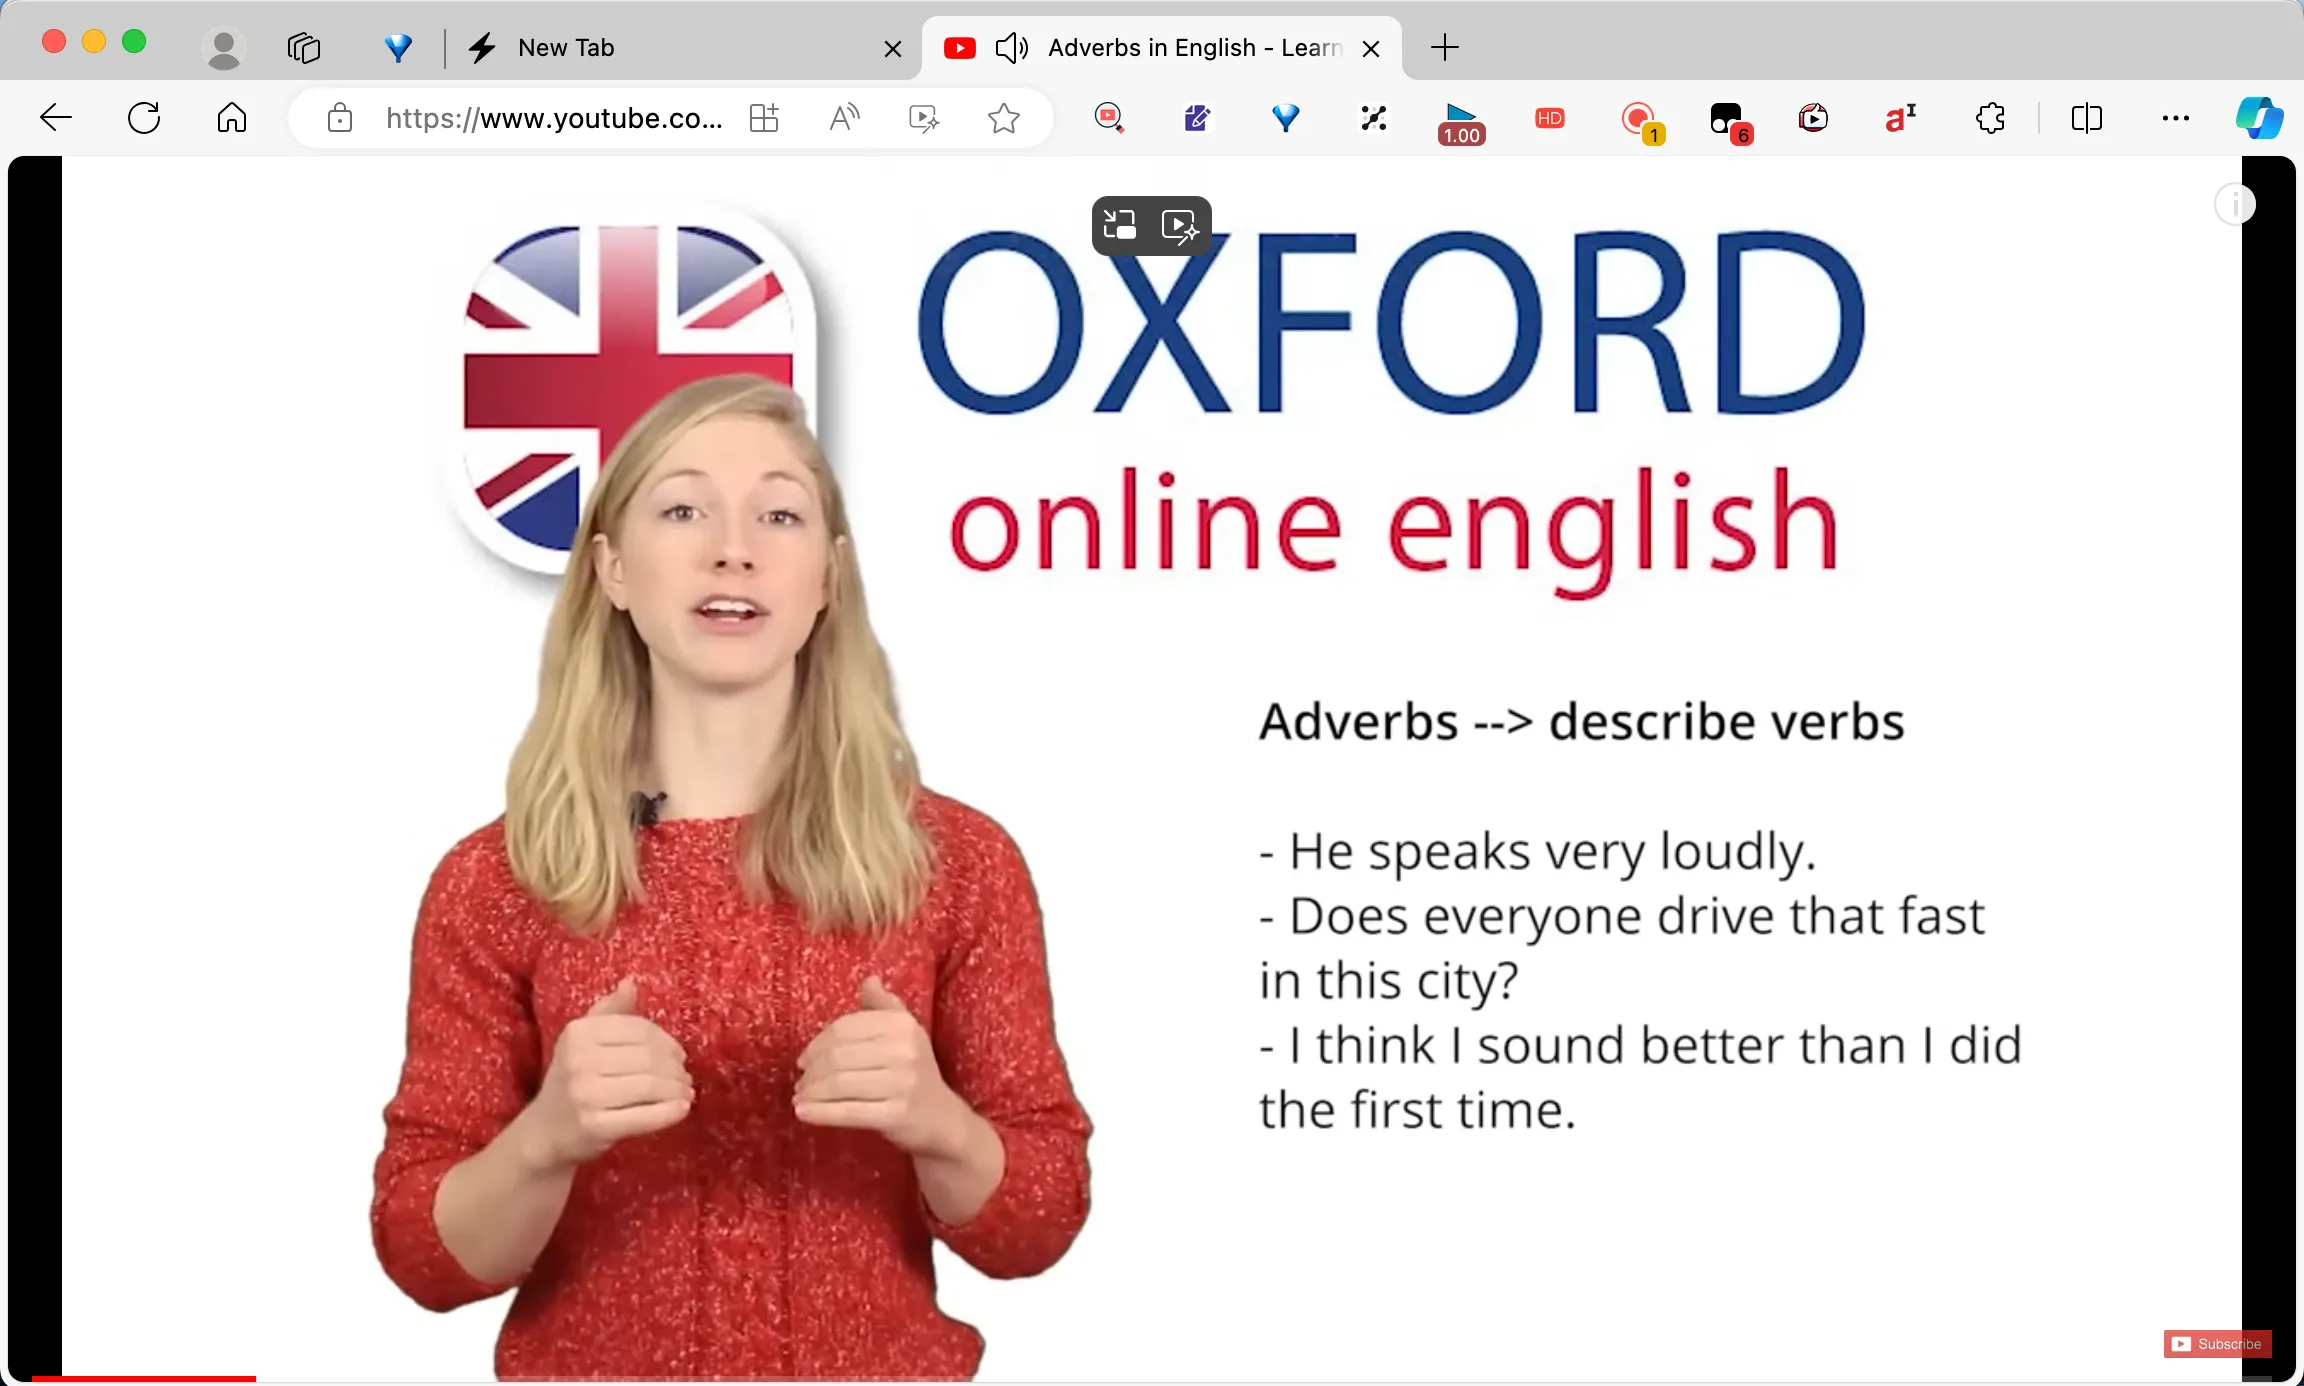 New Tab
Adverbs in English - Learn
https://www.youtube.co...
A
HD
1.00
1
6
a
OXFORD
online english
Adverbs --> describe verbs
- He speaks very loudly.
- Does everyone drive that fast
in this city?
- I think I sound better than I did
the first time.
Subscribe